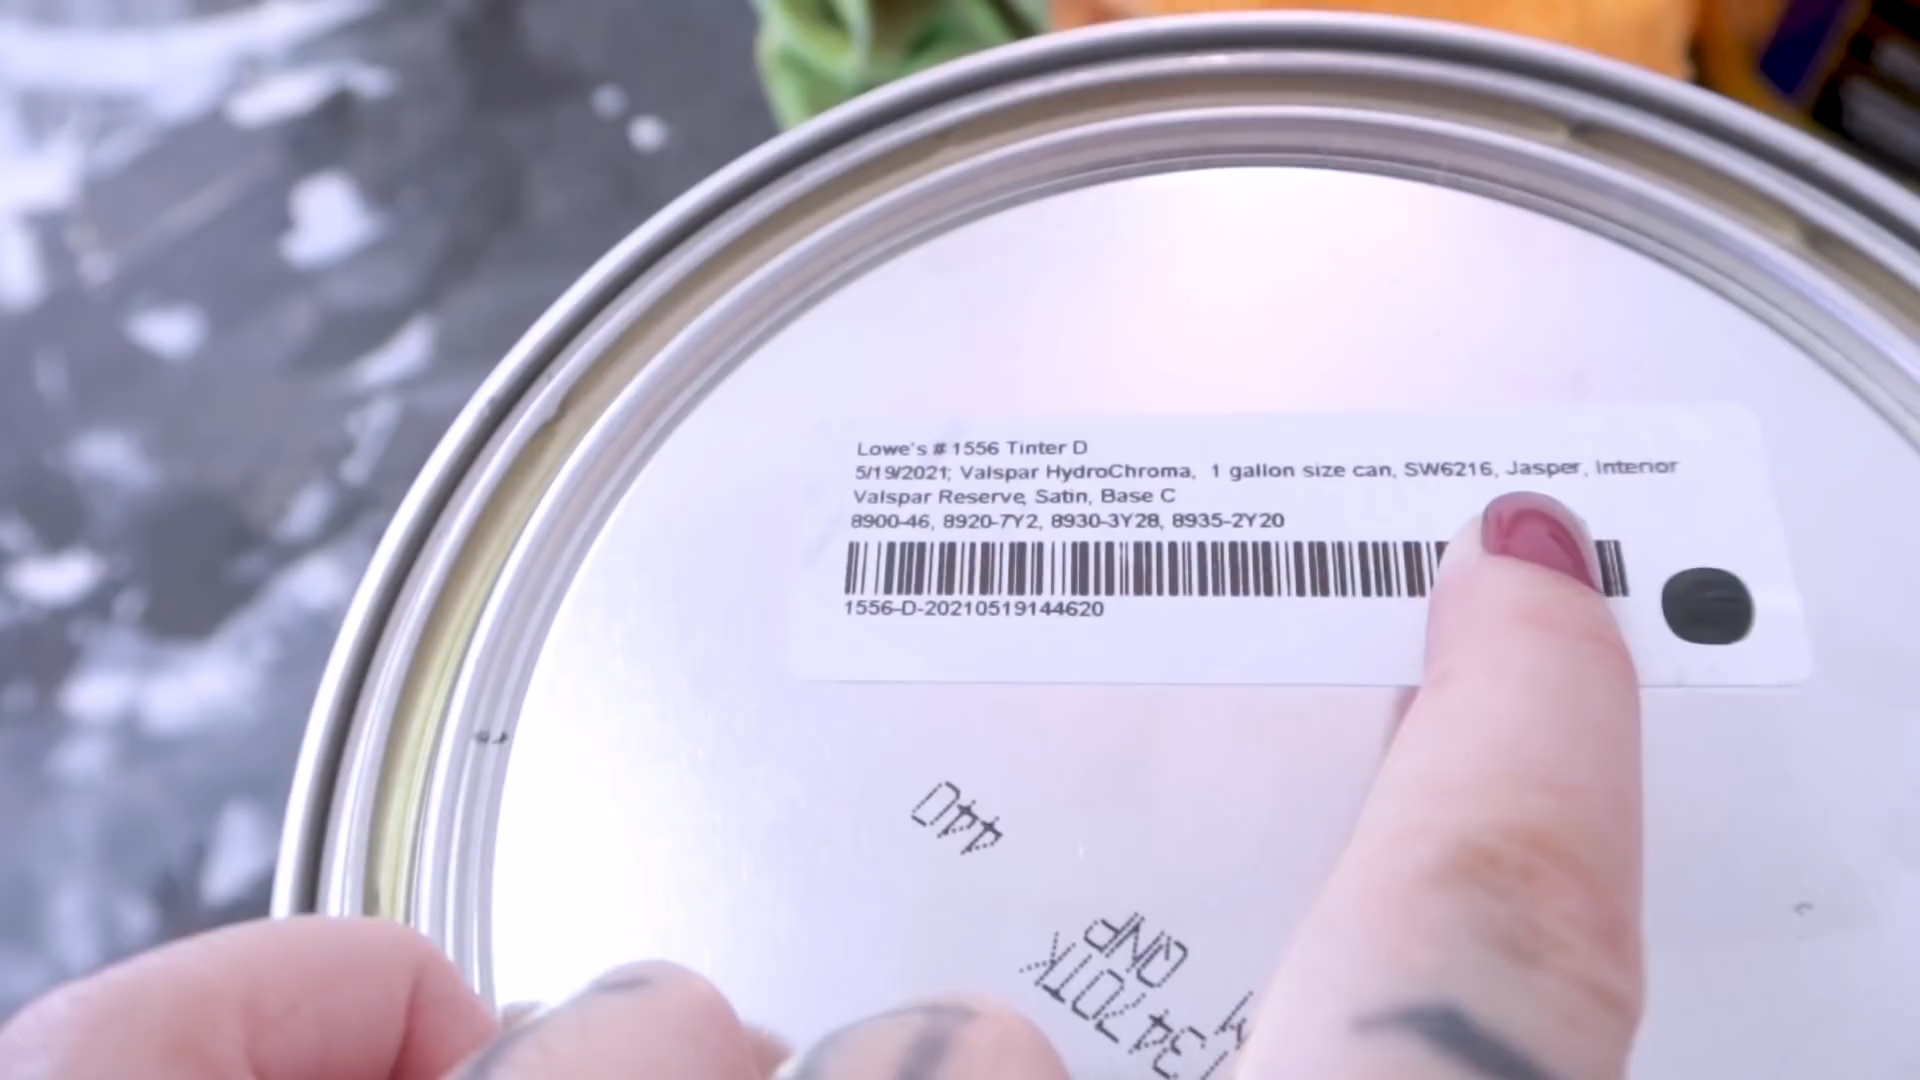 Lowe's # 1556 Tinter D
5/19/2021; Valspar HydroChroma, 1 gallon size can, SW6216, Jasper, Interior
Valspar Reserve, Satin, Base C
8900-46, 8920-7Y2, 8930-3Y28, 8935-2Y20
1556-D-20210519144620